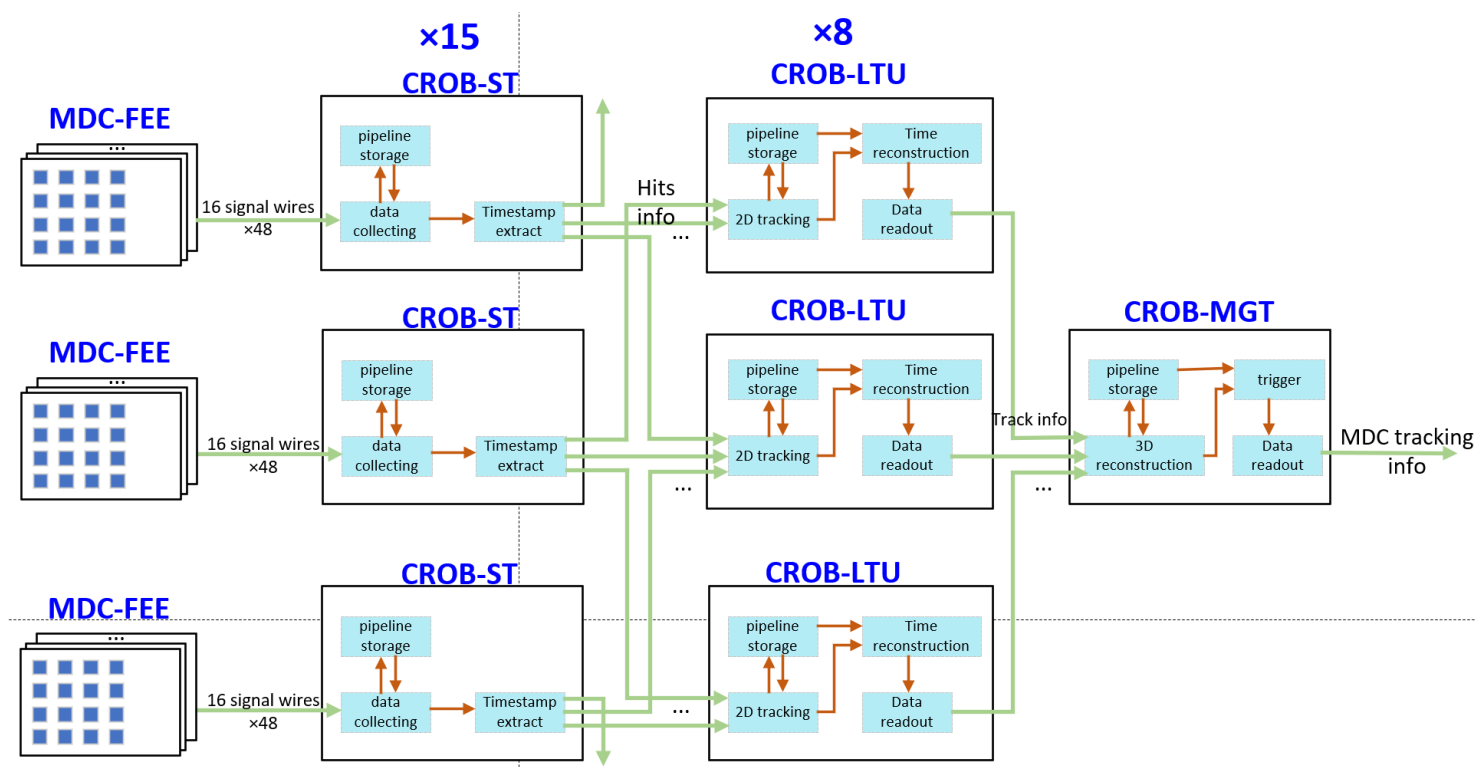 ×15
×8
CROB-ST
CROB-LTU
MDC-FEE
...
16 signal wires
×48
pipeline
storage
data
collecting
Timestamp
extract
Hits
info
...
pipeline
storage
Time
reconstruction
2D tracking
Data
readout
MDC-FEE
...
16 signal wires
×48
CROB-ST
pipeline
storage
data
collecting
Timestamp
extract
...
CROB-LTU
pipeline
storage
Time
reconstruction
2D tracking
Data
readout
Track info
...
CROB-MGT
pipeline
storage
trigger
3D
reconstruction
Data
readout
MDC tracking
info
MDC-FEE
...
16 signal wires
×48
CROB-ST
pipeline
storage
data
collecting
Timestamp
extract
...
CROB-LTU
pipeline
storage
Time
reconstruction
2D tracking
Data
readout